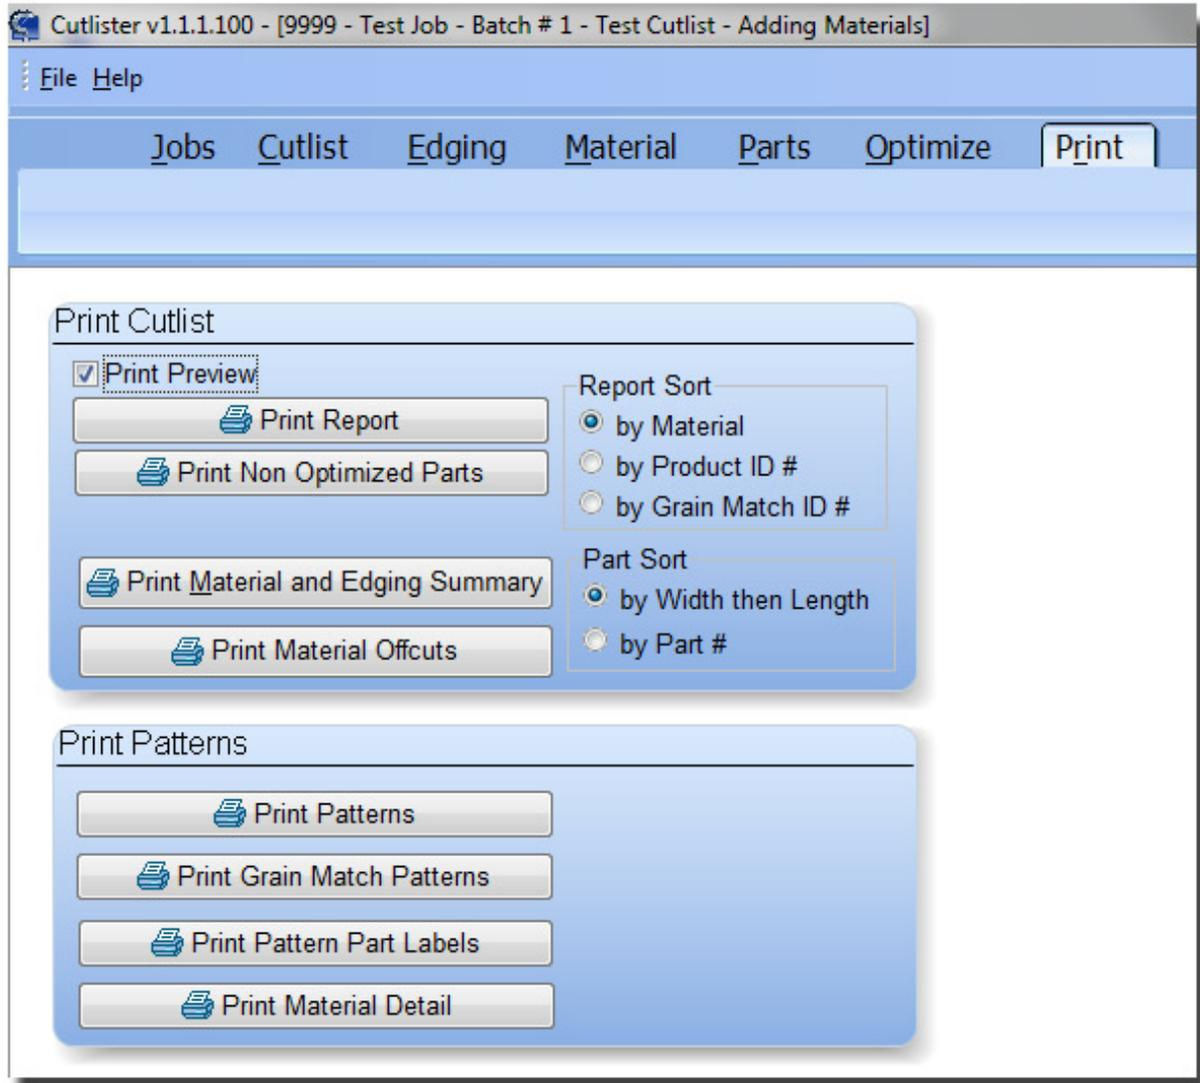 Cutlister v1.1.1.100 - [9999 - Test Job - Batch # 1 - Test Cutlist - Adding Materials]
File Help
Jobs Cutlist Edging Material Parts Optimize Print
Print Cutlist
Print Preview
Print Report
Print Non Optimized Parts
Report Sort
by Material
by Product ID #
by Grain Match ID #
Print Material and Edging Summary
Print Material Offcuts
Part Sort
by Width then Length
by Part #
Print Patterns
Print Patterns
Print Grain Match Patterns
Print Pattern Part Labels
Print Material Detail